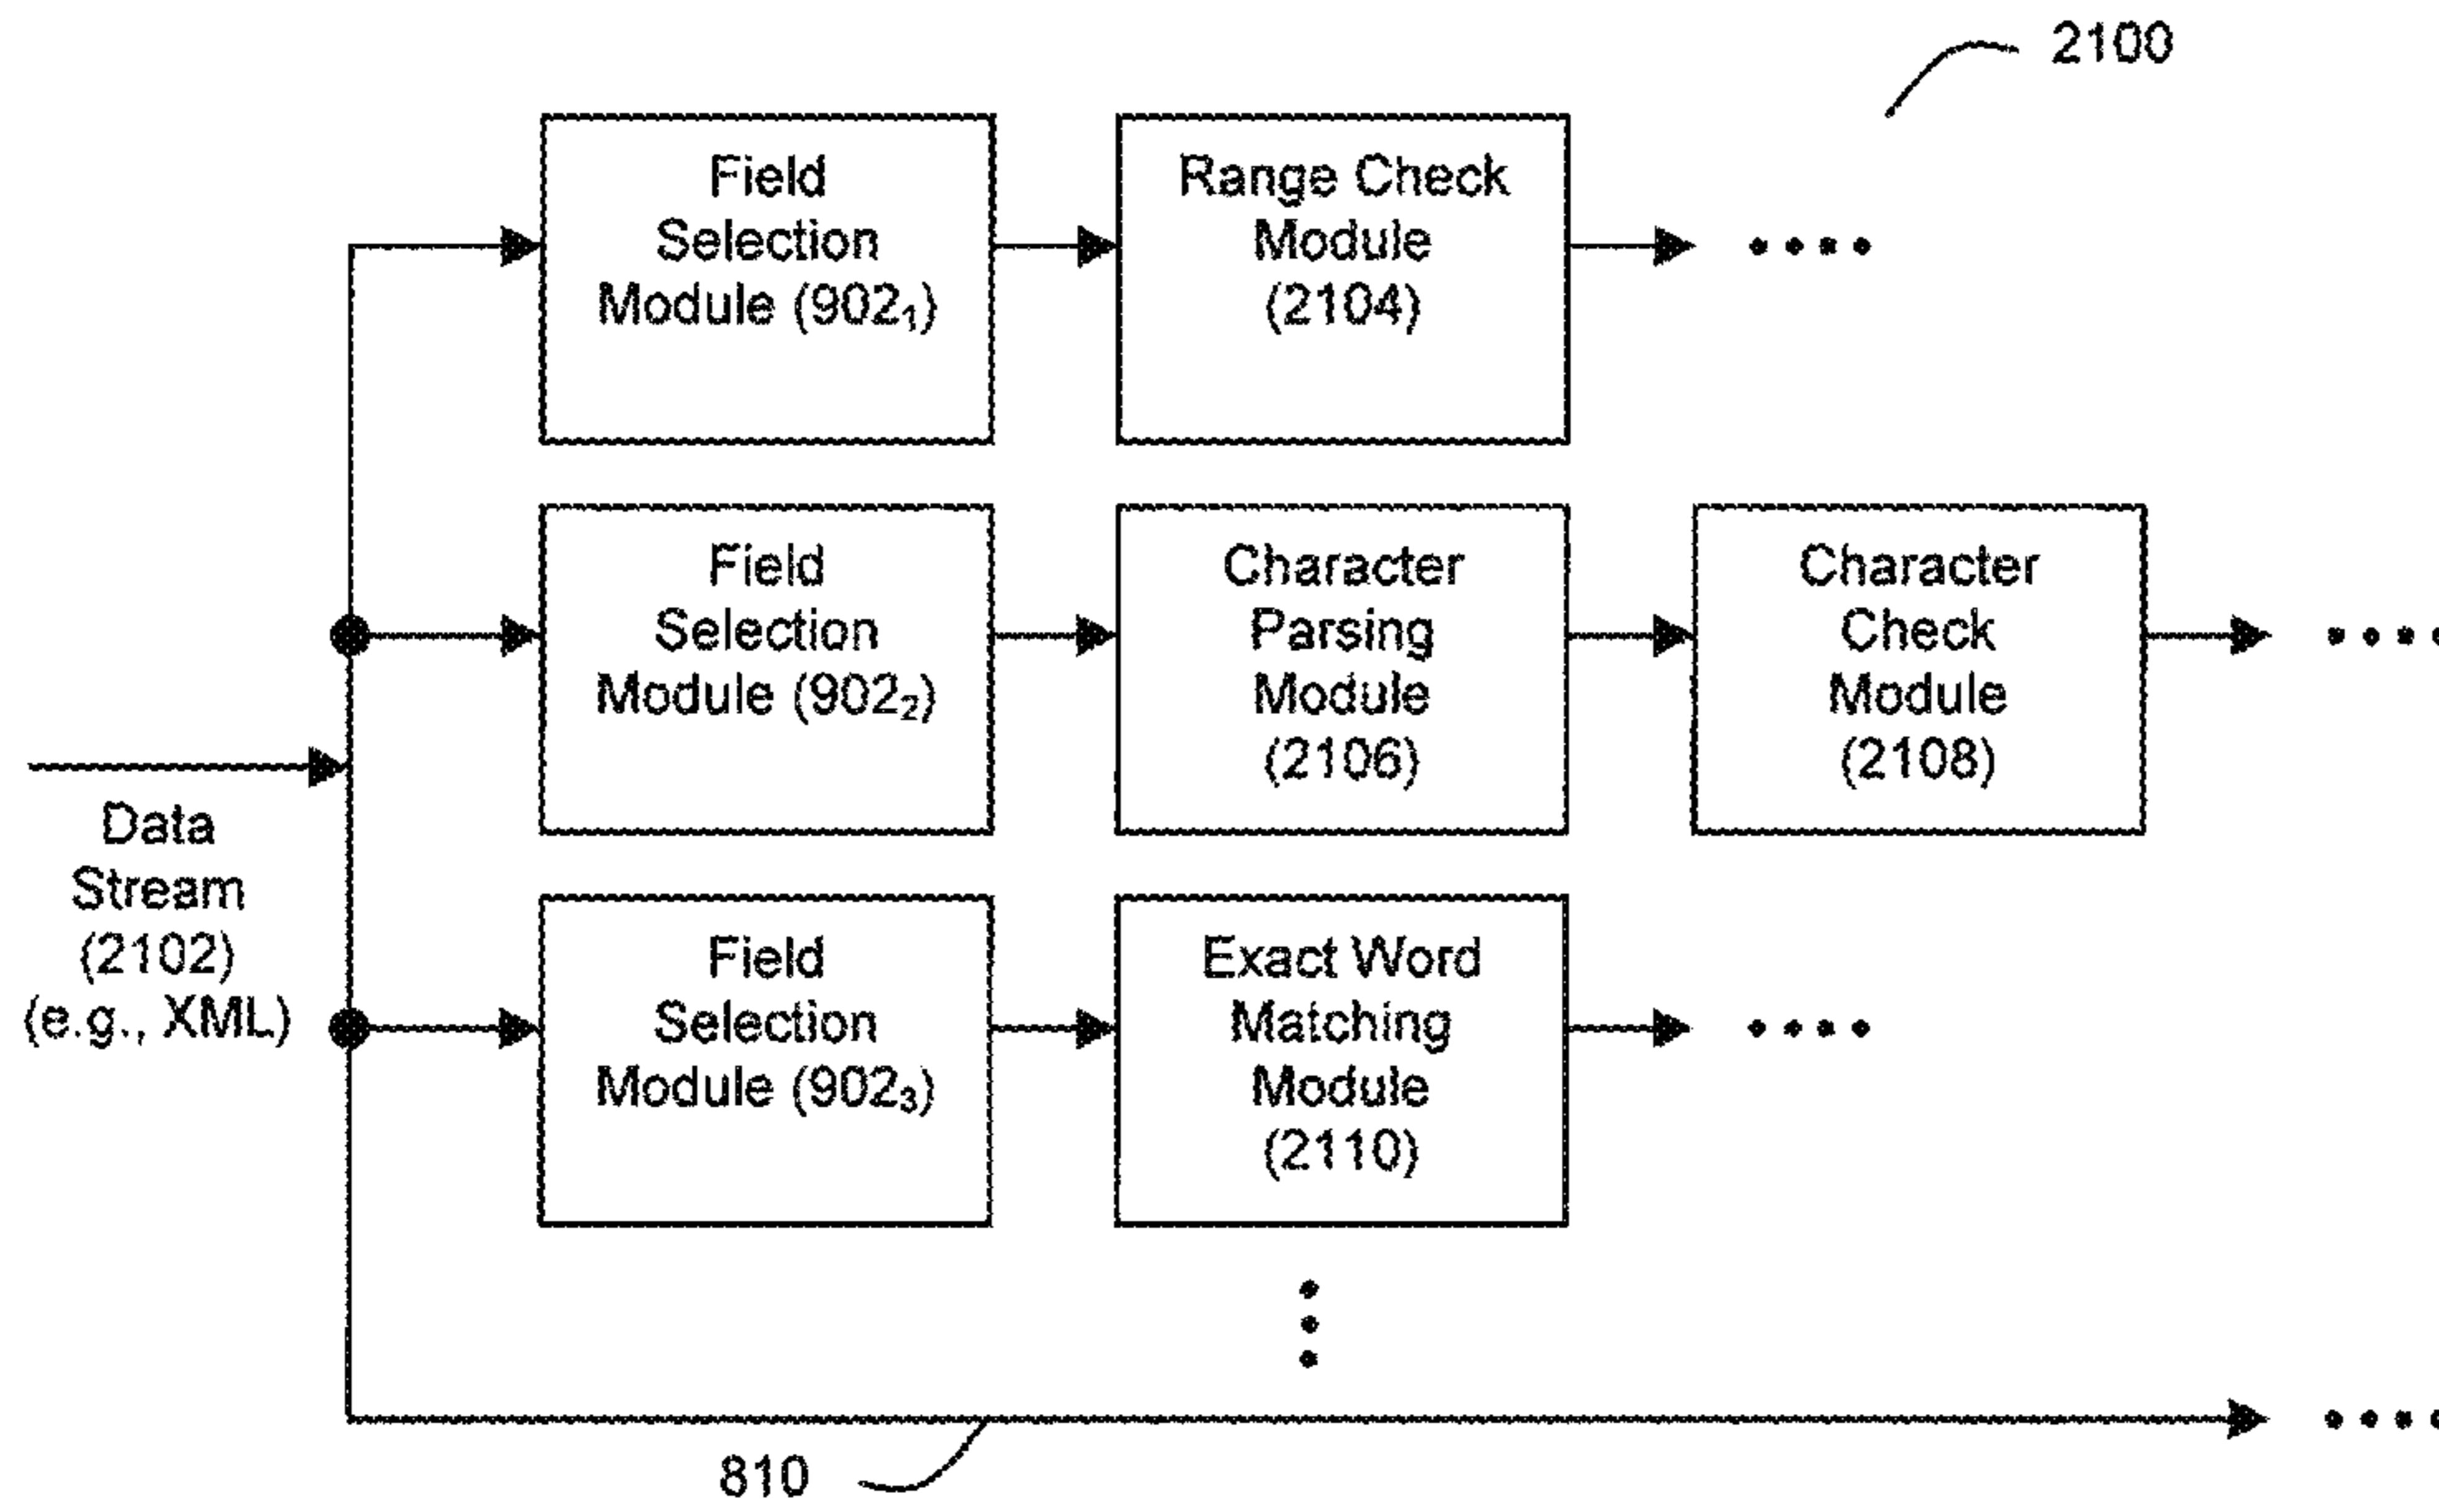 2100
Field
Selection
Module (902₁)
Range Check
Module
(2104)
Field
Selection
Module (902₂)
Character
Parsing
Module
(2106)
Character
Check
Module
(2108)
Data
Stream
(2102)
(e.g., XML)
Field
Selection
Module (902₃)
Exact Word
Matching
Module
(2110)
810